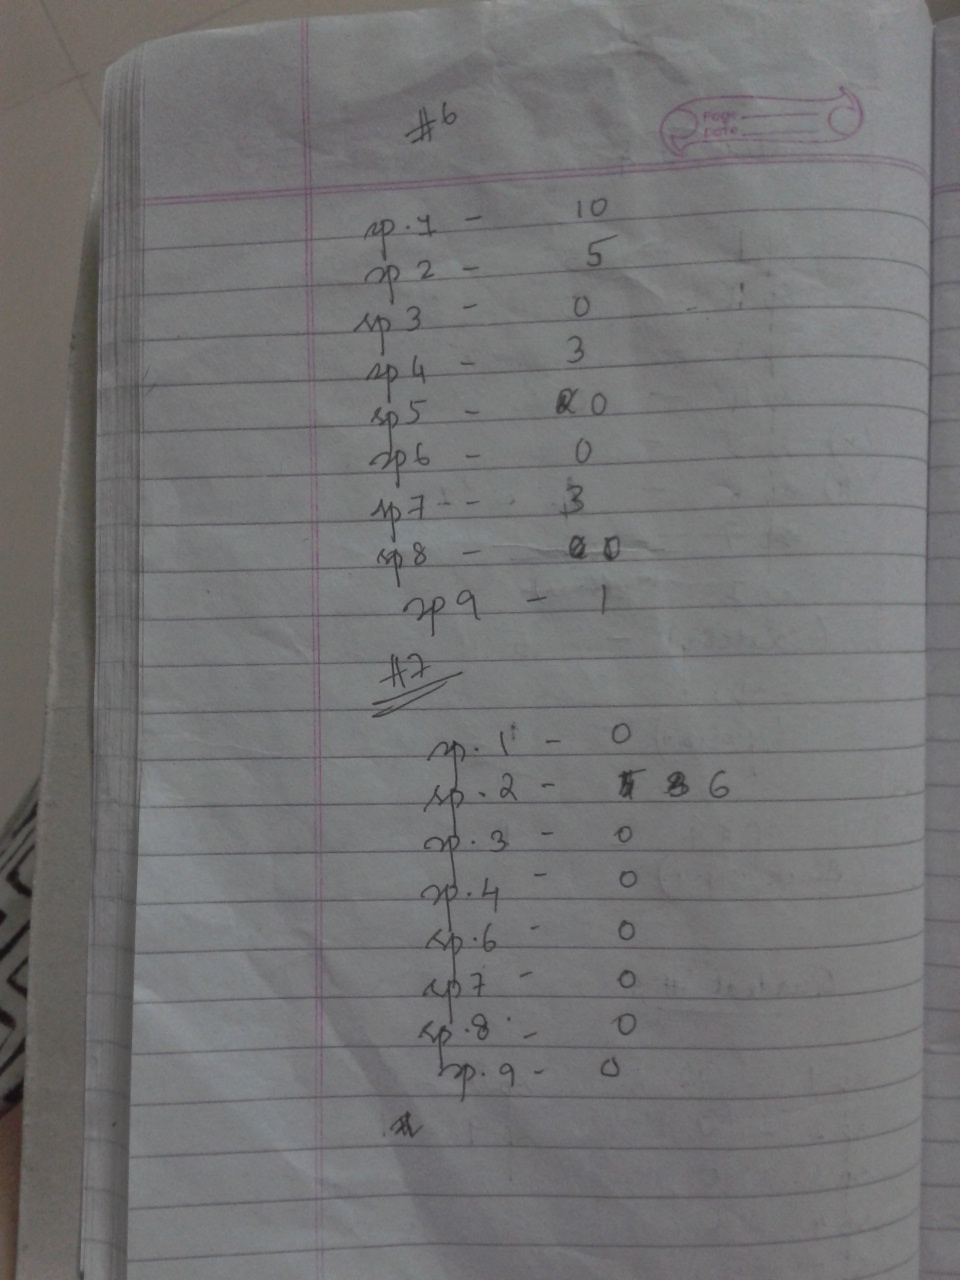 #6
Page
Date
sp.1 - 10
sp 2 - 5
sp 3 - 0
sp 4 - 3
sp 5 - 0
sp 6 - 0
sp 7 - - 3
sp 8 - 0
sp 9 - 1
#7
sp.1 - 0
sp.2 - 6
sp.3 - 0
sp.4 - 0
sp.6 - 0
sp 7 - 0
sp.8 - 0
sp.9 - 0
#